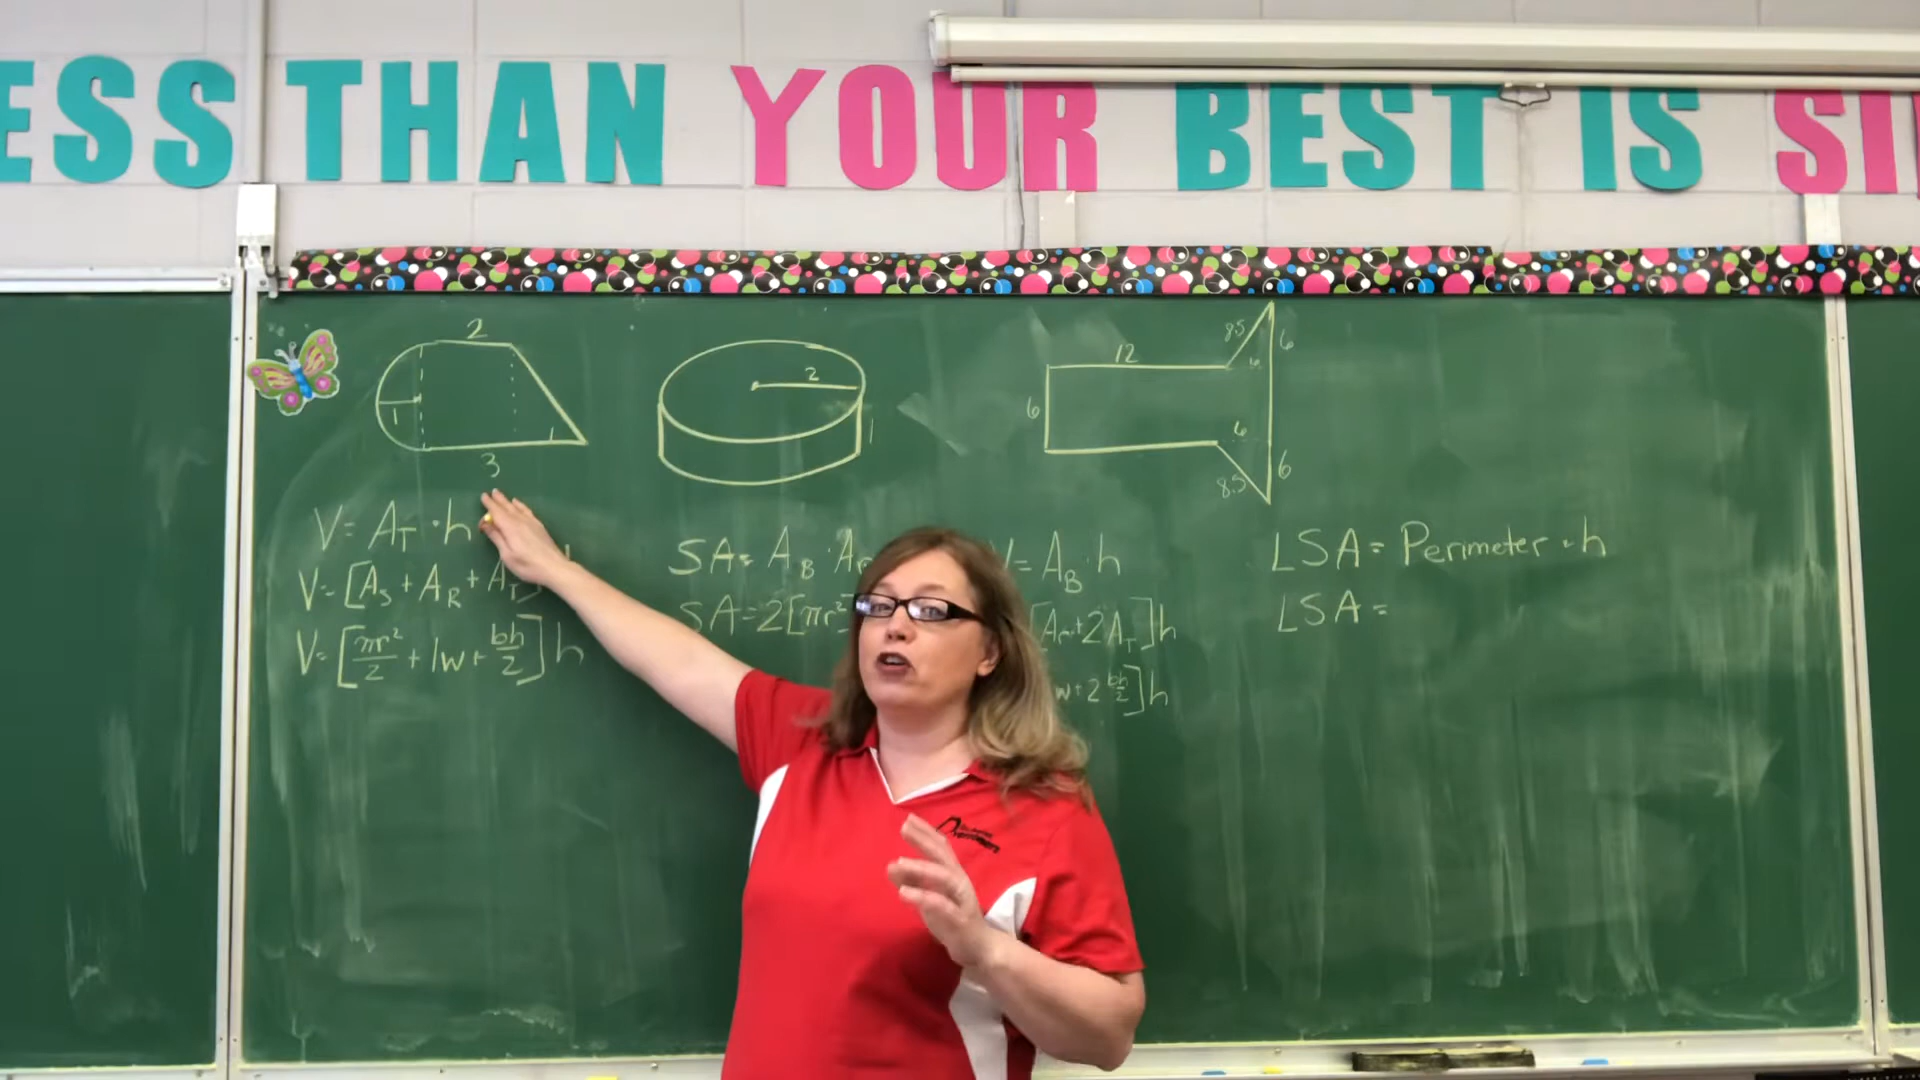 ESS THAN YOUR BEST IS SI
2
1
1
3
2
1
12
6
8.5
6
6
6
6
8.5
V = A_T · h
V = [A_S + A_R + A_T]
V = [πr²/2 + lw + bh/2] h
SA = A_B · A
SA = 2[πr²]
V = A_B · h
+ 2A_T] h
w + 2 bh/2] h
LSA = Perimeter · h
LSA =